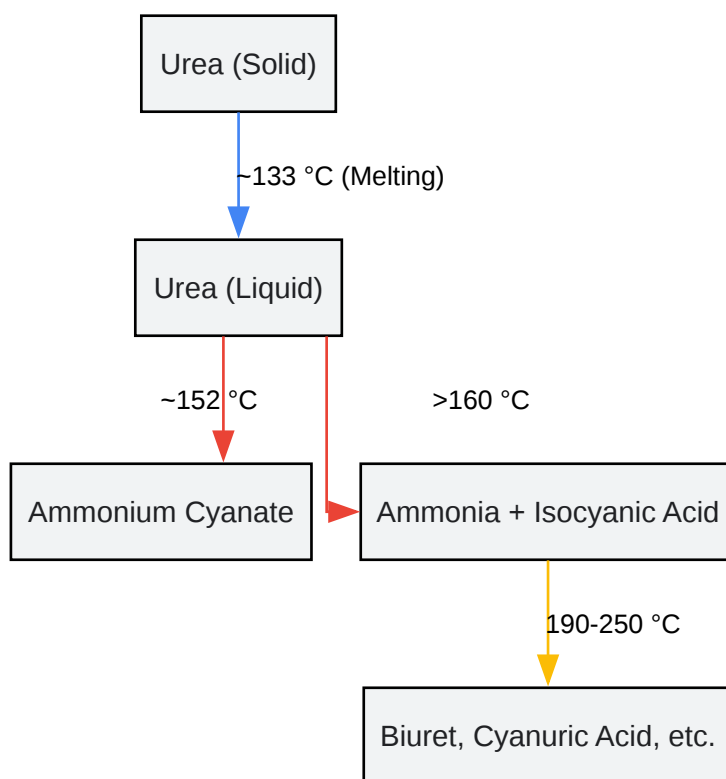 Urea (Solid)
~133 °C (Melting)
Urea (Liquid)
~152 °C
>160 °C
Ammonium Cyanate
Ammonia + Isocyanic Acid
190-250 °C
Biuret, Cyanuric Acid, etc.